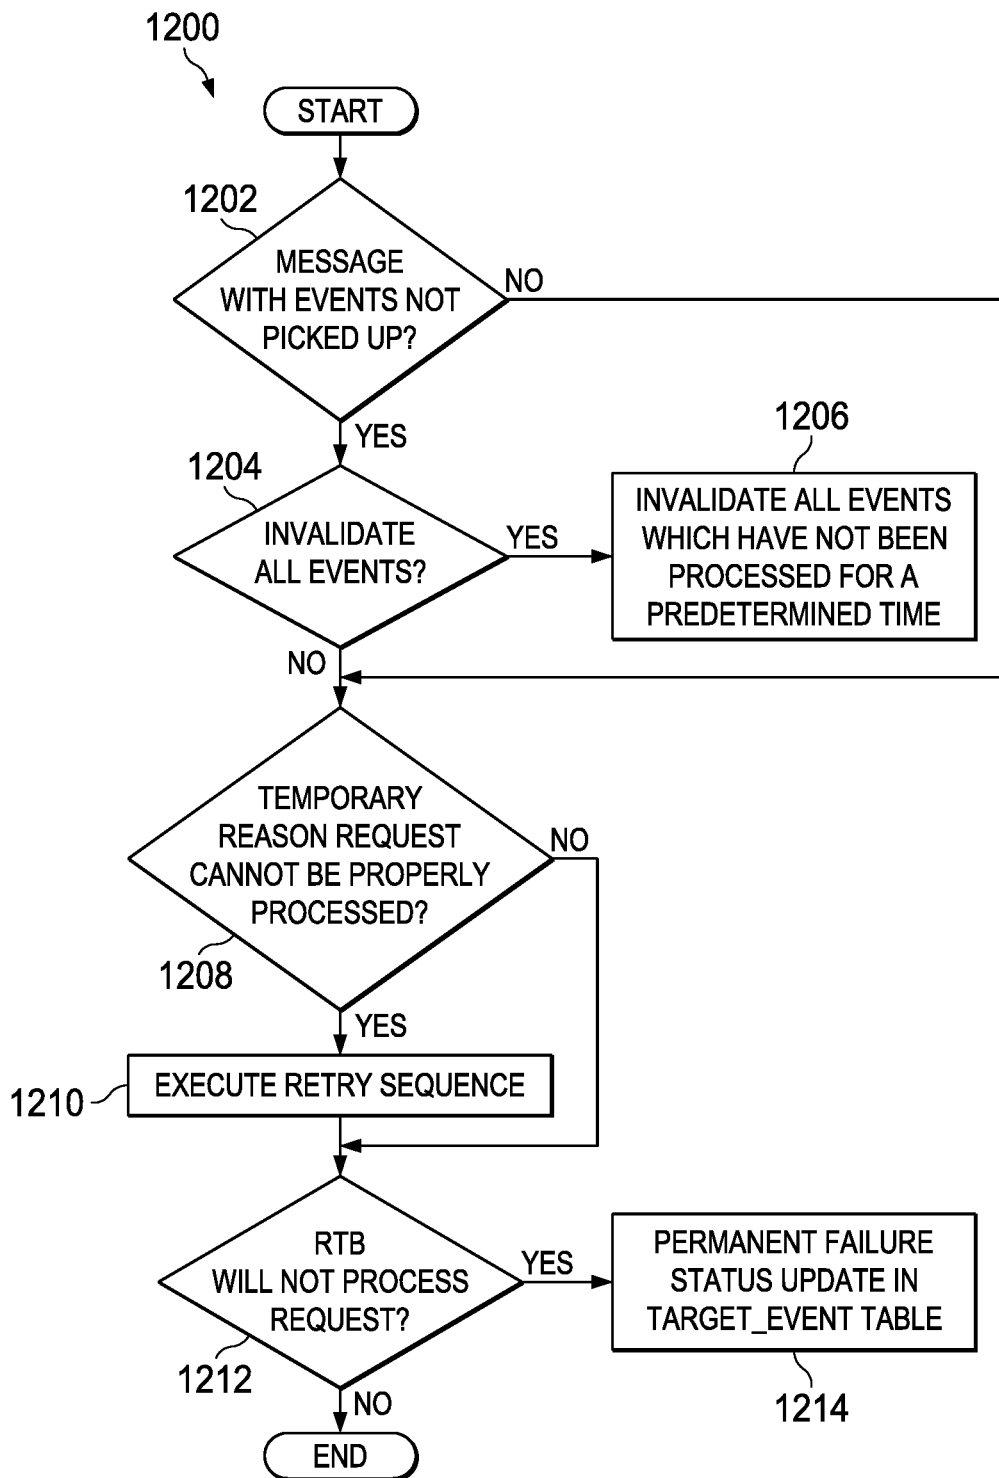 1200
START
1202
MESSAGE
WITH EVENTS NOT
PICKED UP?
NO
YES
1204
INVALIDATE
ALL EVENTS?
YES
1206
INVALIDATE ALL EVENTS
WHICH HAVE NOT BEEN
PROCESSED FOR A
PREDETERMINED TIME
NO
TEMPORARY
REASON REQUEST
CANNOT BE PROPERLY
PROCESSED?
NO
1208
YES
EXECUTE RETRY SEQUENCE
1210
RTB
WILL NOT PROCESS
REQUEST?
YES
1212
PERMANENT FAILURE
STATUS UPDATE IN
TARGET_EVENT TABLE
1214
NO
END